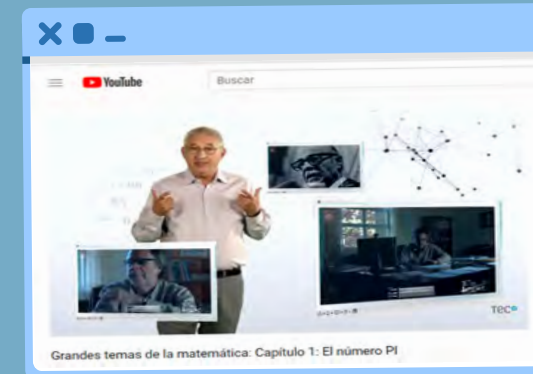 YouTube
Buscar
TEC
Grandes temas de la matemática: Capítulo 1: El número PI